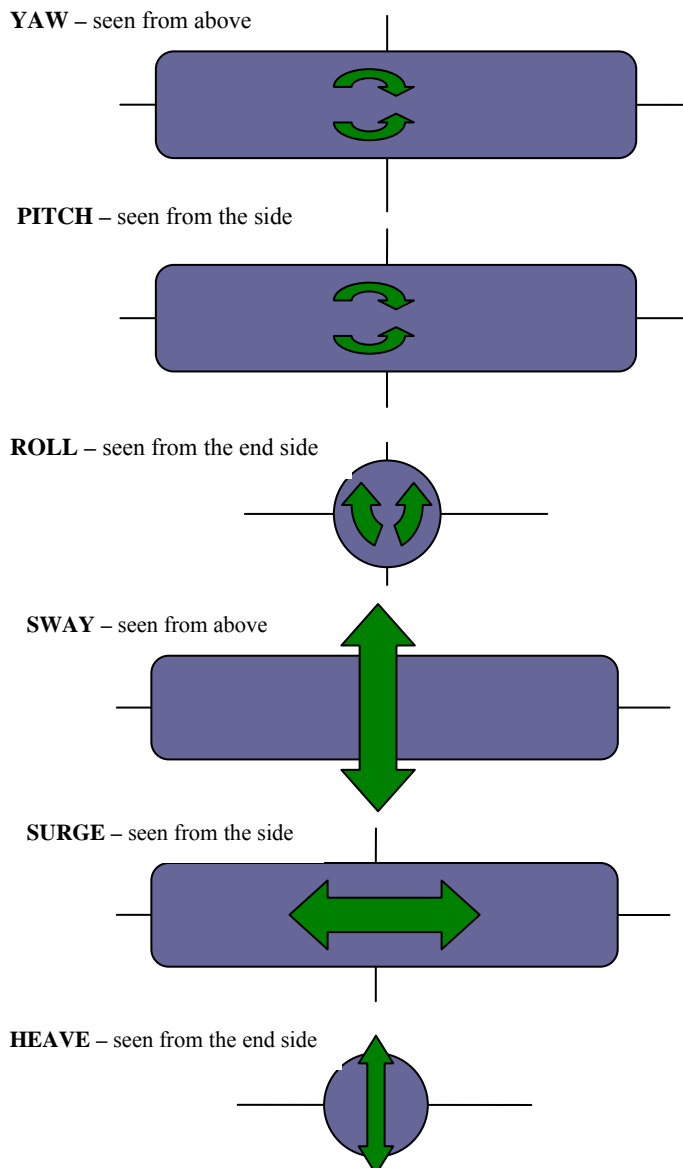 YAW – seen from above
PITCH – seen from the side
ROLL – seen from the end side
SWAY – seen from above
SURGE – seen from the side
HEAVE – seen from the end side